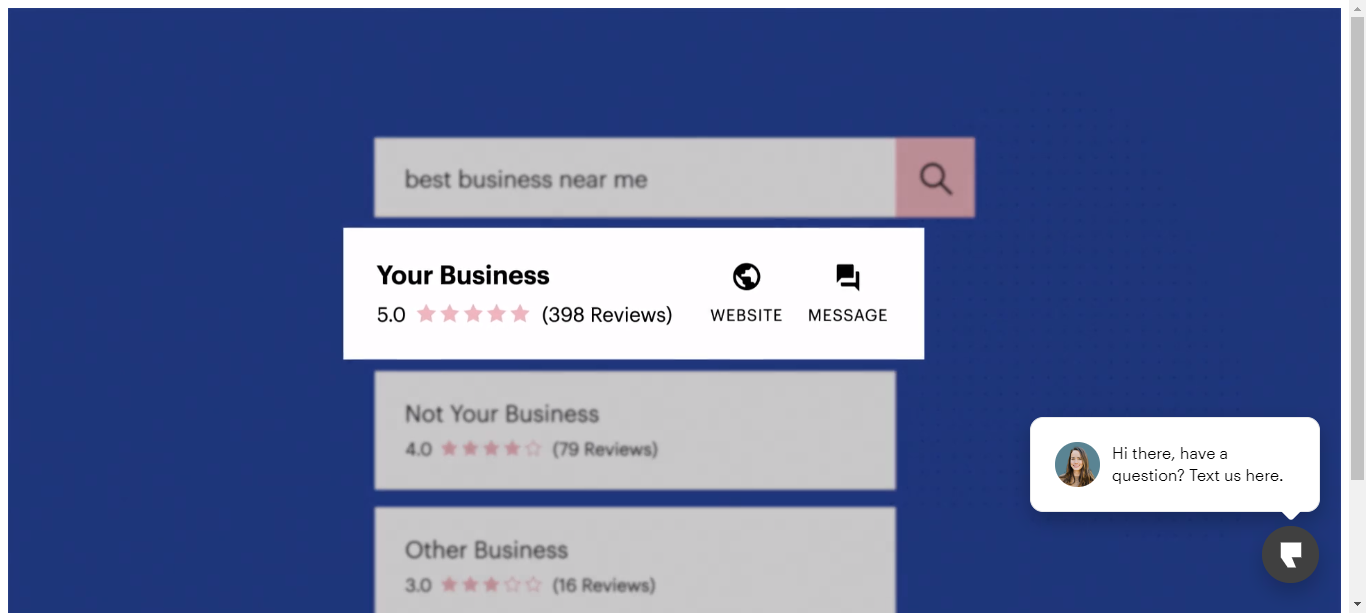 best business near me
Your Business
5.0 (398 Reviews)
WEBSITE MESSAGE
Not Your Business
4.0 (79 Reviews)
Hi there, have a
question? Text us here.
Other Business
3.0 (16 Reviews)